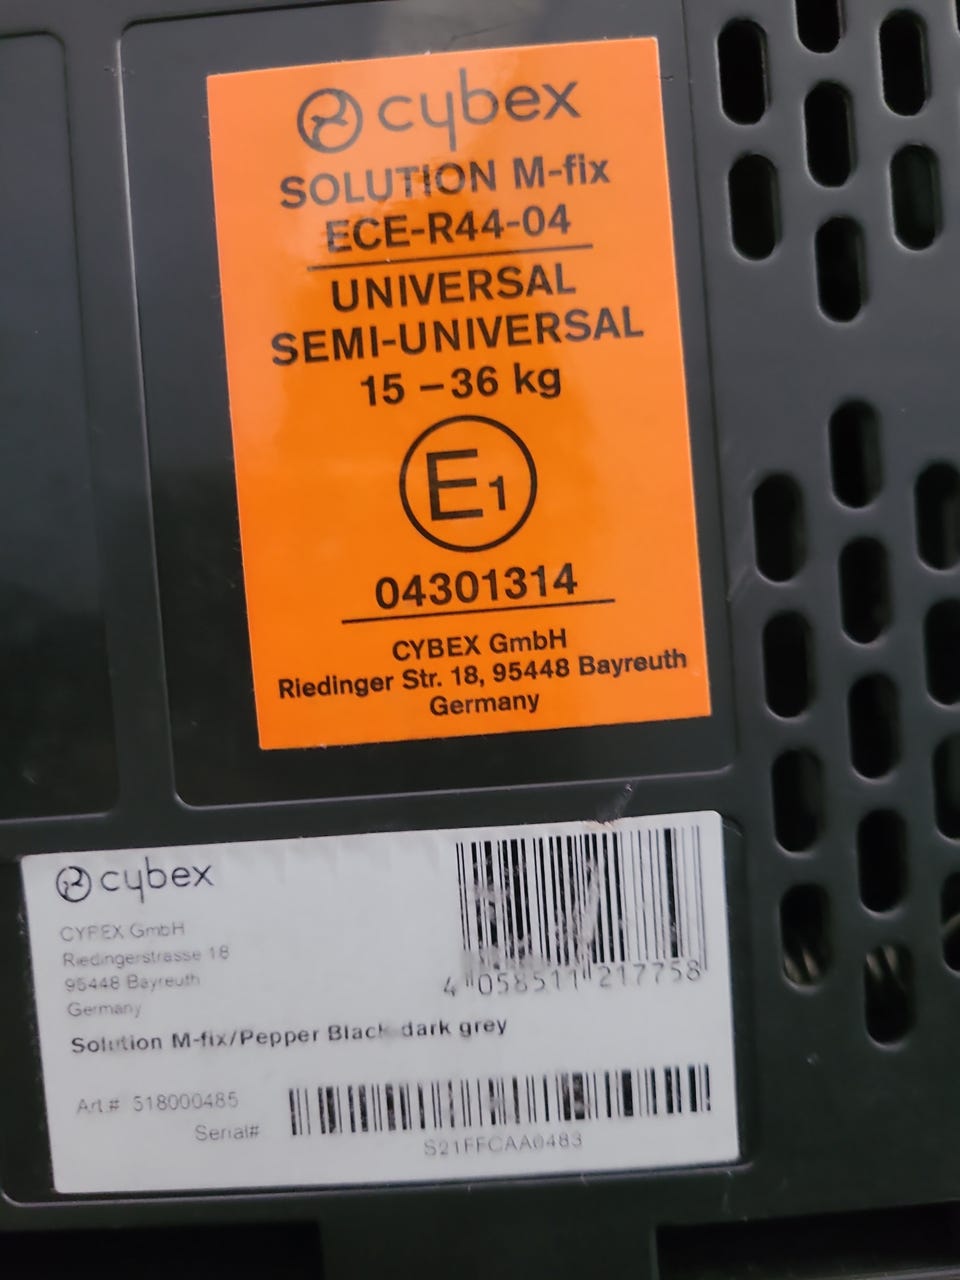 cybex
SOLUTION M-fix
ECE-R44-04
UNIVERSAL
SEMI-UNIVERSAL
15 – 36 kg
E1
04301314
CYBEX GmbH
Riedinger Str. 18, 95448 Bayreuth
Germany
cybex
CYBEX GmbH
Riedingerstrasse 18
95448 Bayreuth
Germany
4 058511 217758
Solution M-fix/Pepper Black dark grey
Art.# 518000485
Serial#
S21FFCAA0483